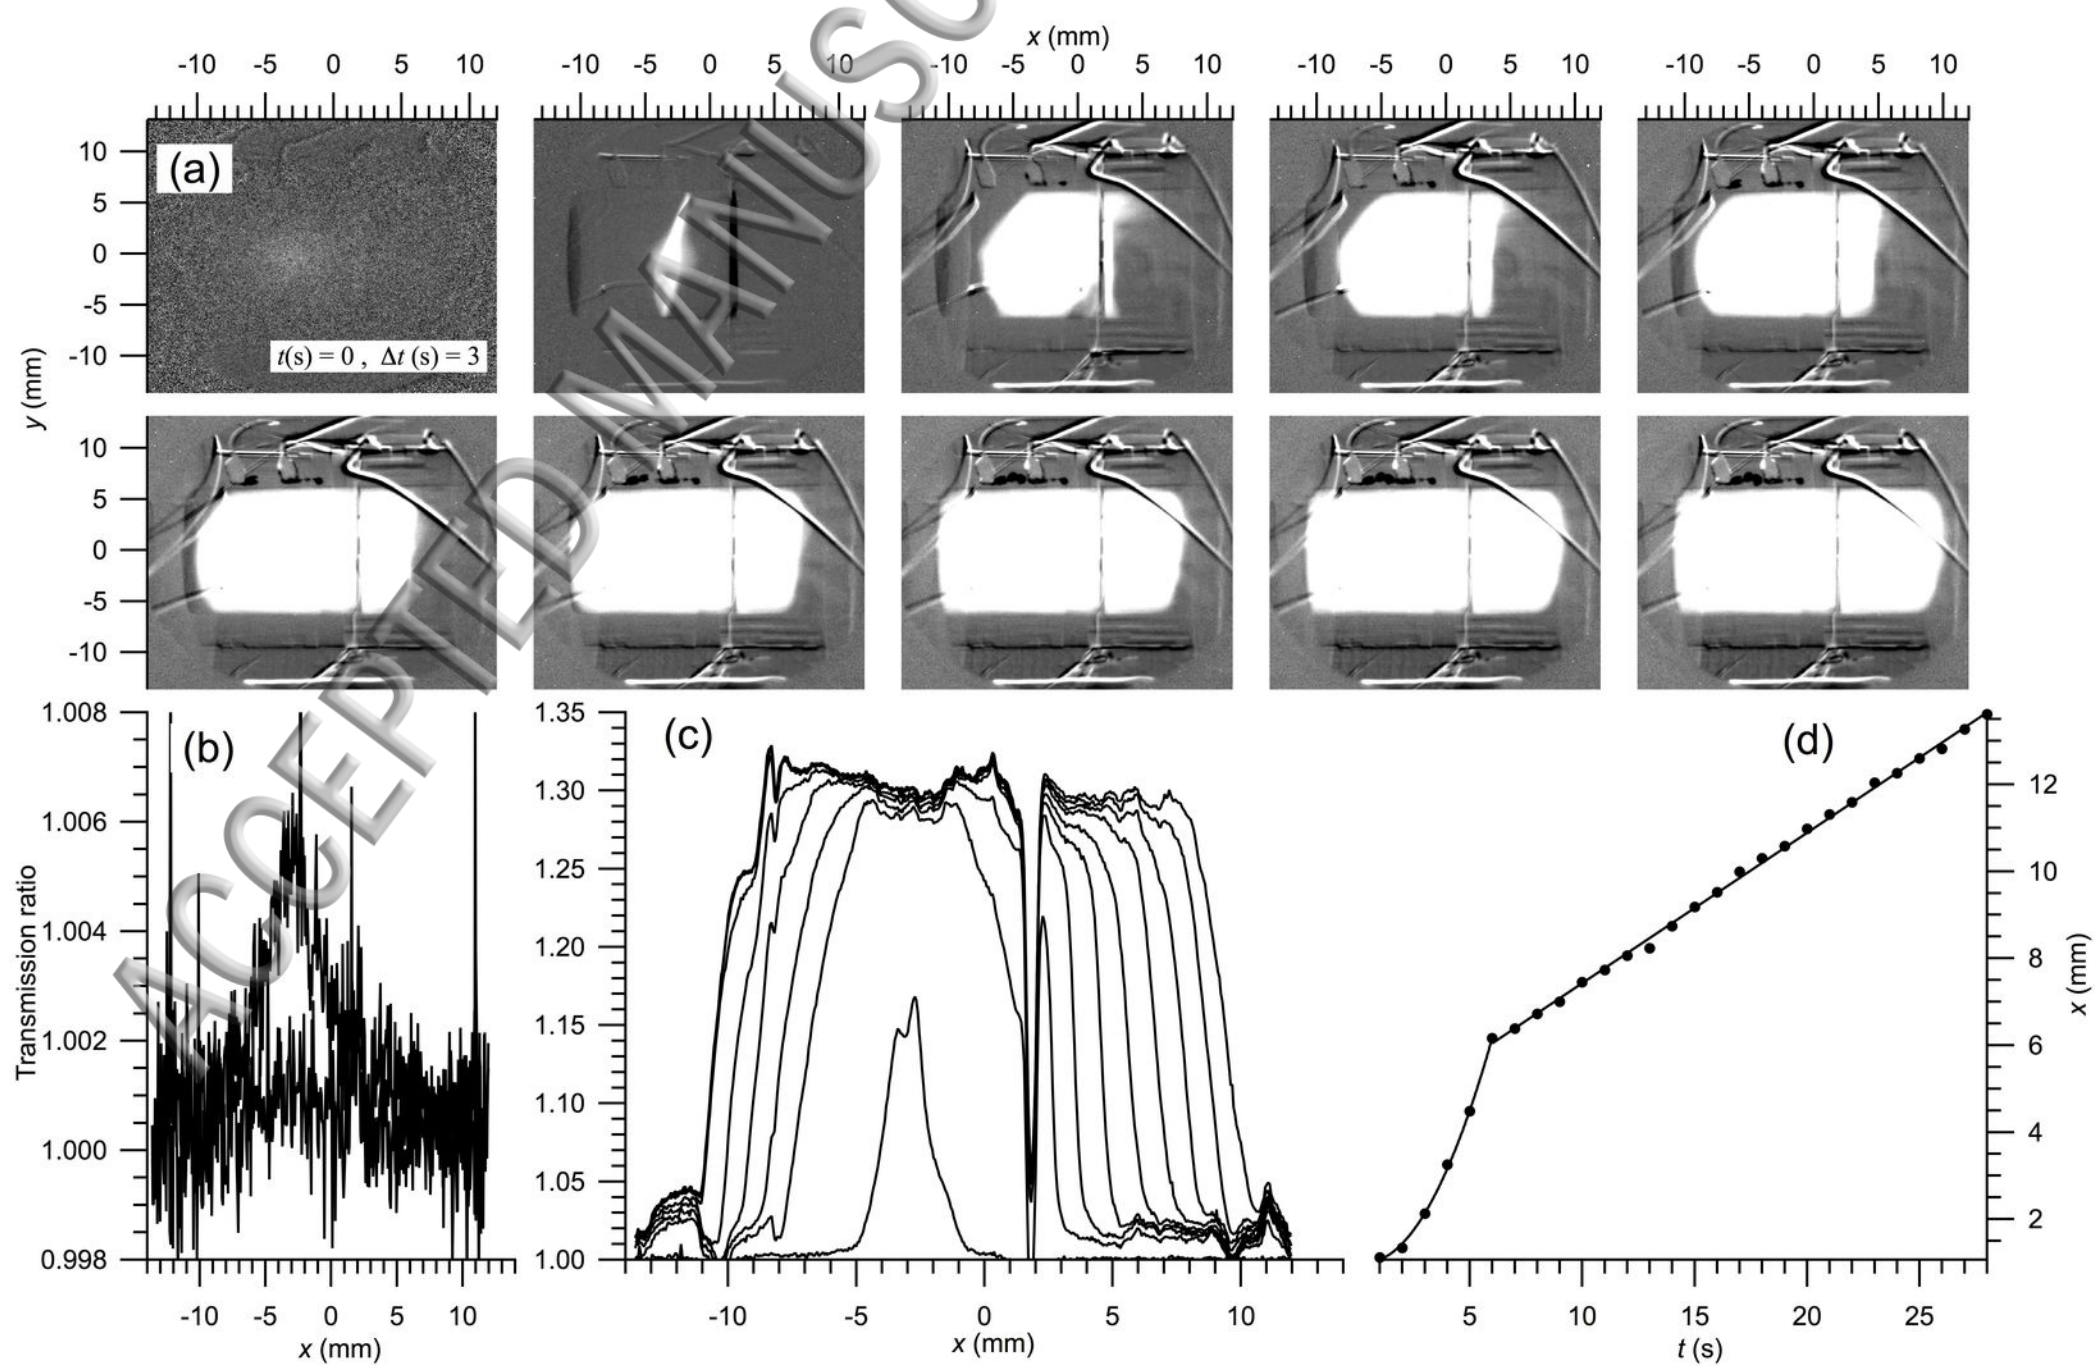 x (mm)
-10 -5 0 5 10 -10 -5 0 5 10 -10 -5 0 5 10 -10 -5 0 5 10 -10 -5 0 5 10
(a)
10
5
0
-5
-10
t(s) = 0 , Δt (s) = 3
y (mm)
10
5
0
-5
-10
ACCEPTED MANUSC
(b)
1.008
1.006
1.004
1.002
1.000
0.998
Transmission ratio
-10 -5 0 5 10
x (mm)
(c)
1.35
1.30
1.25
1.20
1.15
1.10
1.05
1.00
-10 -5 0 5 10
x (mm)
(d)
12
10
8
6
4
2
x (mm)
5 10 15 20 25
t (s)